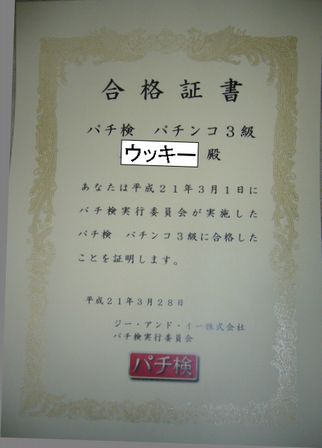 合格証書
パチ検　パチンコ３級
ウッキー　殿
あなたは平成２１年３月１日に
パチ検実行委員会が実施した
パチ検　パチンコ３級に合格した
ことを証明します。
平成２１年３月２８日
ジー・アンド・イー株式会社
パチ検実行委員会
パチ検